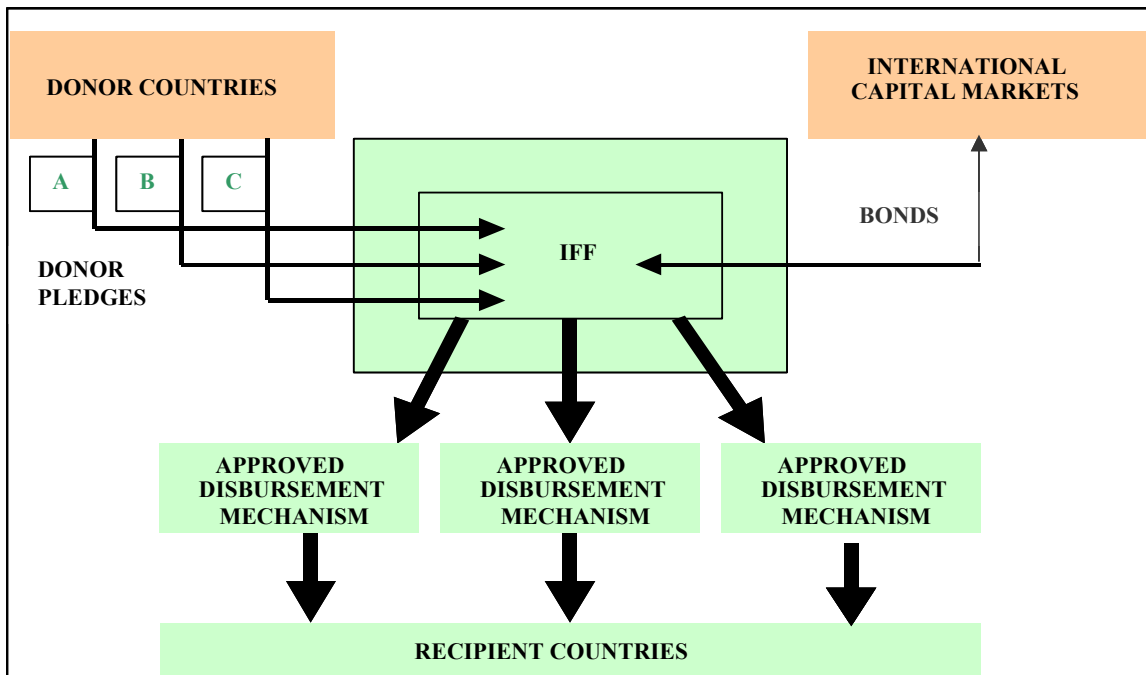 DONOR COUNTRIES
INTERNATIONAL
CAPITAL MARKETS
A
B
C
DONOR
PLEDGES
IFF
BONDS
APPROVED
DISBURSEMENT
MECHANISM
APPROVED
DISBURSEMENT
MECHANISM
APPROVED
DISBURSEMENT
MECHANISM
RECIPIENT COUNTRIES